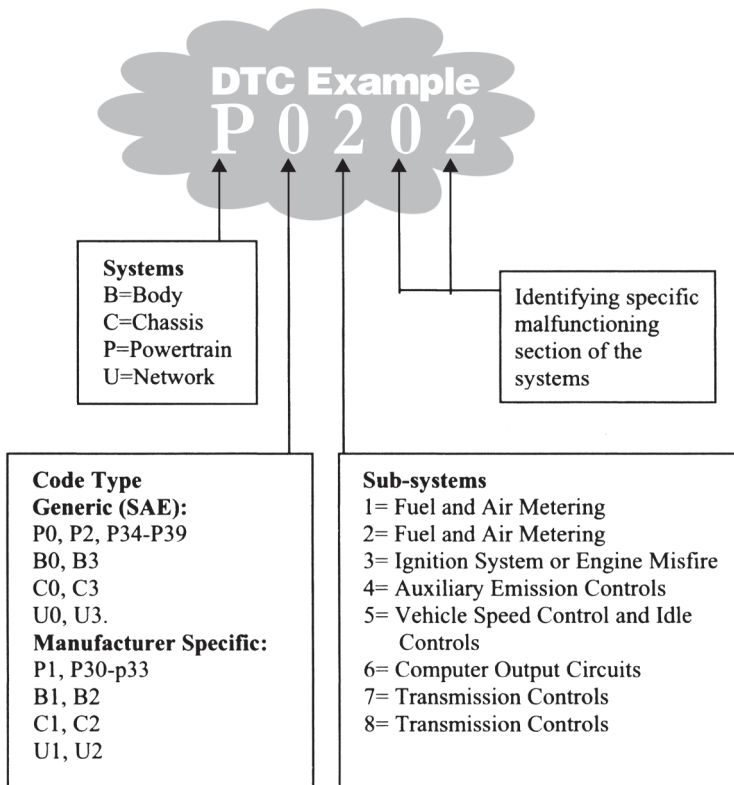 DTC Example
P 0 2 0 2
Systems
B=Body
C=Chassis
P=Powertrain
U=Network
Identifying specific
malfunctioning
section of the
systems
Code Type
Generic (SAE):
P0, P2, P34-P39
B0, B3
C0, C3
U0, U3.
Manufacturer Specific:
P1, P30-p33
B1, B2
C1, C2
U1, U2
Sub-systems
1= Fuel and Air Metering
2= Fuel and Air Metering
3= Ignition System or Engine Misfire
4= Auxiliary Emission Controls
5= Vehicle Speed Control and Idle
Controls
6= Computer Output Circuits
7= Transmission Controls
8= Transmission Controls